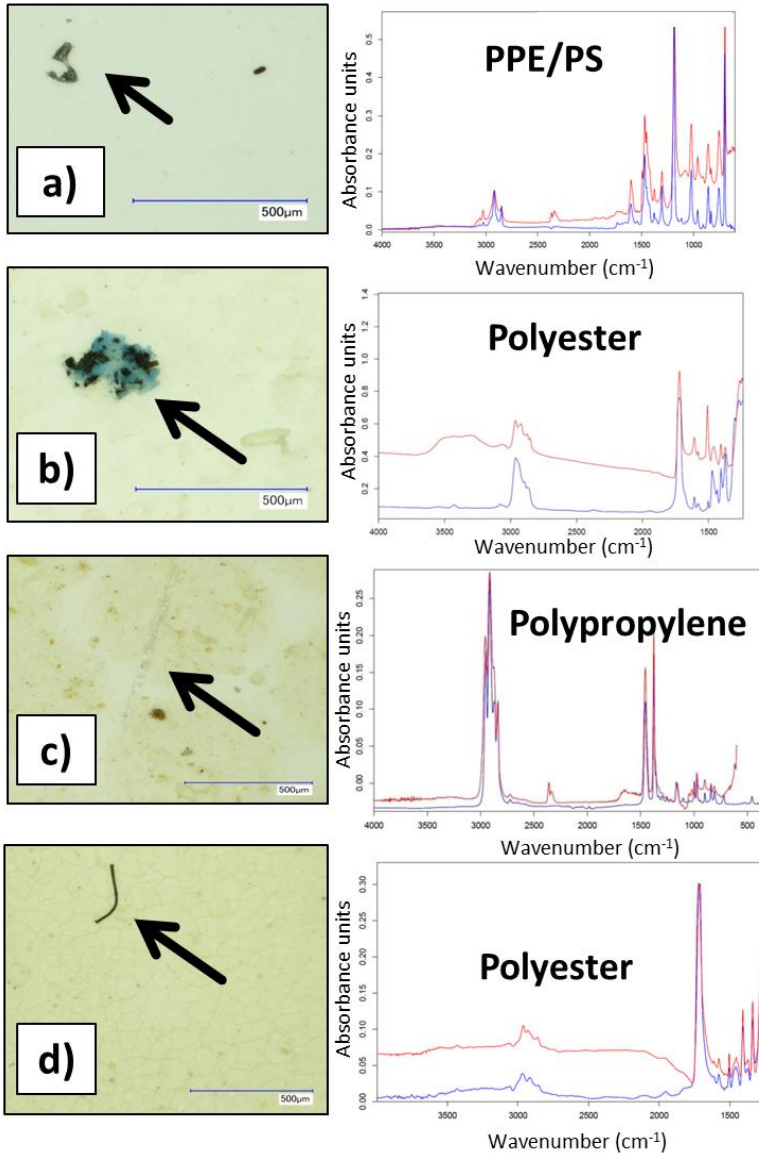 a)
500µm
PPE/PS
Absorbance units
0.5
0.4
0.3
0.2
0.1
0.0
4000 3500 3000 2500 2000 1500 1000
Wavenumber (cm-1)
b)
500µm
Polyester
Absorbance units
1.4
1.2
1.0
0.8
0.6
0.4
0.2
4000 3500 3000 2500 2000 1500
Wavenumber (cm-1)
c)
500µm
Polypropylene
Absorbance units
0.25
0.20
0.15
0.10
0.05
0.00
4000 3500 3000 2500 2000 1500 1000 500
Wavenumber (cm-1)
d)
500µm
Polyester
Absorbance units
0.30
0.25
0.20
0.15
0.10
0.05
0.00
3500 3000 2500 2000 1500
Wavenumber (cm-1)